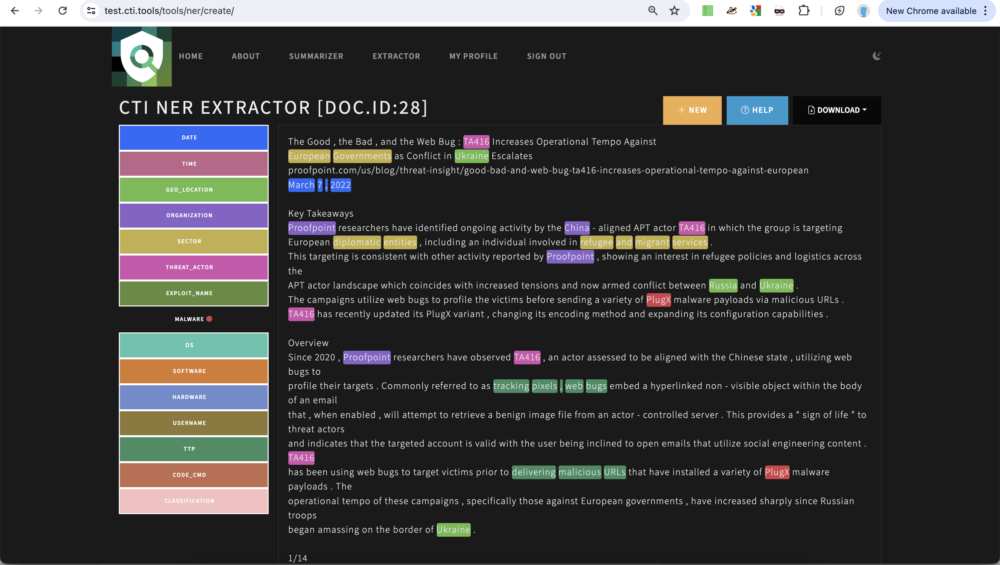 test.cti.tools/tools/ner/create/
New Chrome available
HOME
ABOUT
SUMMARIZER
EXTRACTOR
MY PROFILE
SIGN OUT
CTI NER EXTRACTOR [DOC.ID:28]
+ NEW
? HELP
DOWNLOAD
DATE
TIME
GEO_LOCATION
ORGANIZATION
SECTOR
THREAT_ACTOR
EXPLOIT_NAME
MALWARE
OS
SOFTWARE
HARDWARE
USERNAME
TTP
CODE_CMD
CLASSIFICATION
The Good , the Bad , and the Web Bug : TA416 Increases Operational Tempo Against
European Governments as Conflict in Ukraine Escalates
proofpoint.com/us/blog/threat-insight/good-bad-and-web-bug-ta416-increases-operational-tempo-against-european
March 7 , 2022
Key Takeaways
Proofpoint researchers have identified ongoing activity by the China - aligned APT actor TA416 in which the group is targeting
European diplomatic entities , including an individual involved in refugee and migrant services .
This targeting is consistent with other activity reported by Proofpoint , showing an interest in refugee policies and logistics across
the
APT actor landscape which coincides with increased tensions and now armed conflict between Russia and Ukraine .
The campaigns utilize web bugs to profile the victims before sending a variety of PlugX malware payloads via malicious URLs .
TA416 has recently updated its PlugX variant , changing its encoding method and expanding its configuration capabilities .
Overview
Since 2020 , Proofpoint researchers have observed TA416 , an actor assessed to be aligned with the Chinese state , utilizing web
bugs to
profile their targets . Commonly referred to as tracking pixels , web bugs embed a hyperlinked non - visible object within the body
of an email
that , when enabled , will attempt to retrieve a benign image file from an actor - controlled server . This provides a “ sign of life ” to
threat actors
and indicates that the targeted account is valid with the user being inclined to open emails that utilize social engineering content .
TA416
has been using web bugs to target victims prior to delivering malicious URLs that have installed a variety of PlugX malware
payloads . The
operational tempo of these campaigns , specifically those against European governments , have increased sharply since Russian
troops
began amassing on the border of Ukraine .
1/14